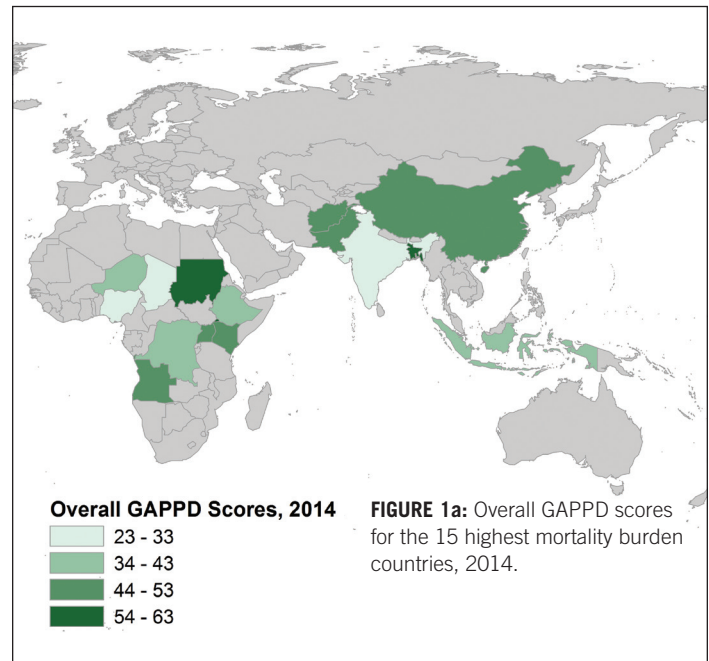 Overall GAPPD Scores, 2014
23 - 33
34 - 43
44 - 53
54 - 63
FIGURE 1a: Overall GAPPD scores
for the 15 highest mortality burden
countries, 2014.